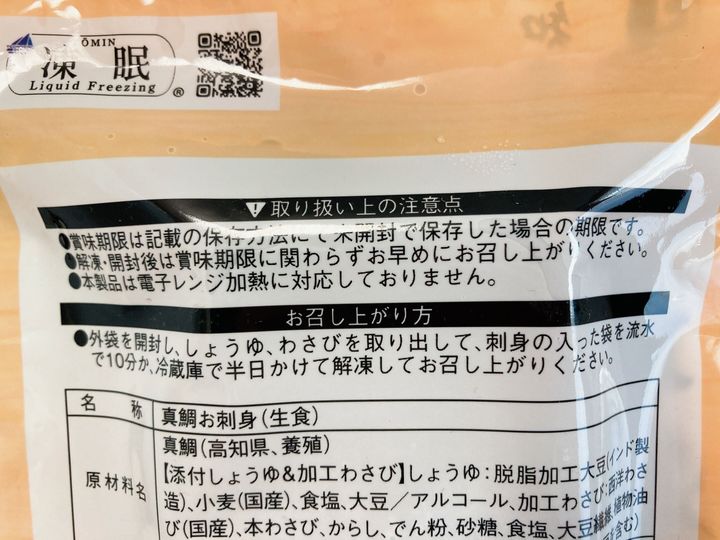 TŌMIN
凍眠
Liquid Freezing ®
取り扱い上の注意点
●賞味期限は記載の保存方法にて未開封で保存した場合の期限です。
●解凍・開封後は賞味期限に関わらずお早めにお召し上がりください。
●本製品は電子レンジ加熱に対応しておりません。
お召し上がり方
●外袋を開封し、しょうゆ、わさびを取り出して、刺身の入った袋を流水
で10分か、冷蔵庫で半日かけて解凍してお召し上がりください。
名 称 真鯛お刺身(生食)
原材料名 真鯛(高知県、養殖)
【添付しょうゆ&加工わさび】しょうゆ:脱脂加工大豆(インド製
造)、小麦(国産)、食塩、大豆/アルコール、加工わさび:西洋わさ
び(国産)、本わさび、からし、でん粉、砂糖、食塩、大豆繊維、植物油
を含む)